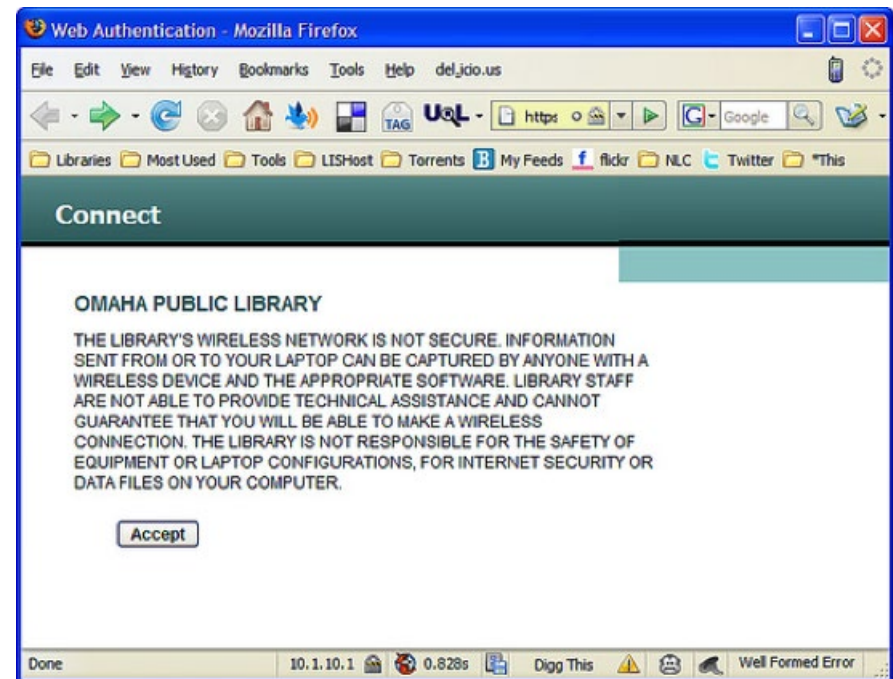 Web Authentication - Mozilla Firefox
File Edit View History Bookmarks Tools Help del.icio.us
TAG UQL https G Google
Libraries Most Used Tools LISHost Torrents B My Feeds f flickr NLC t Twitter *This
Connect
OMAHA PUBLIC LIBRARY
THE LIBRARY'S WIRELESS NETWORK IS NOT SECURE. INFORMATION
SENT FROM OR TO YOUR LAPTOP CAN BE CAPTURED BY ANYONE WITH A
WIRELESS DEVICE AND THE APPROPRIATE SOFTWARE. LIBRARY STAFF
ARE NOT ABLE TO PROVIDE TECHNICAL ASSISTANCE AND CANNOT
GUARANTEE THAT YOU WILL BE ABLE TO MAKE A WIRELESS
CONNECTION. THE LIBRARY IS NOT RESPONSIBLE FOR THE SAFETY OF
EQUIPMENT OR LAPTOP CONFIGURATIONS, FOR INTERNET SECURITY OR
DATA FILES ON YOUR COMPUTER.
Accept
Done 10.1.10.1 0.828s Digg This Well Formed Error